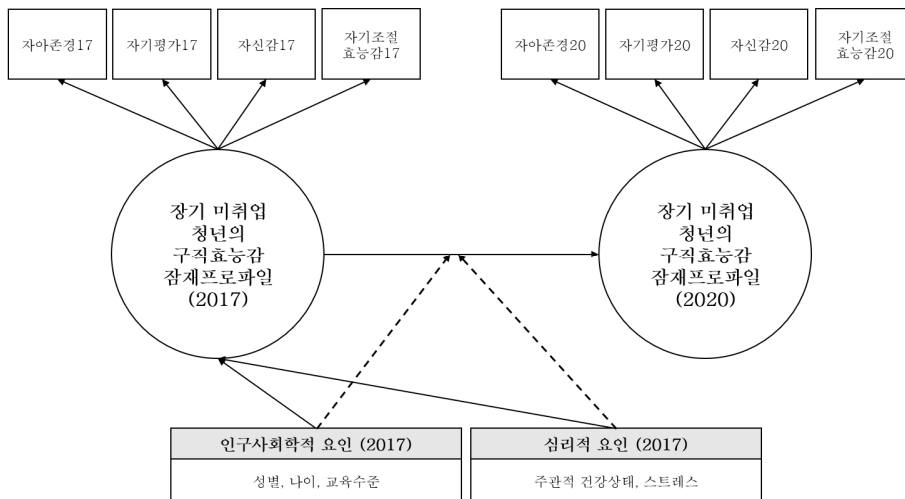 자아존경17
자기평가17
자신감17
자기조절
효능감17
자아존경20
자기평가20
자신감20
자기조절
효능감20
장기 미취업
청년의
구직효능감
잠재프로파일
(2017)
장기 미취업
청년의
구직효능감
잠재프로파일
(2020)
인구사회학적 요인 (2017)
성별, 나이, 교육수준
심리적 요인 (2017)
주관적 건강상태, 스트레스